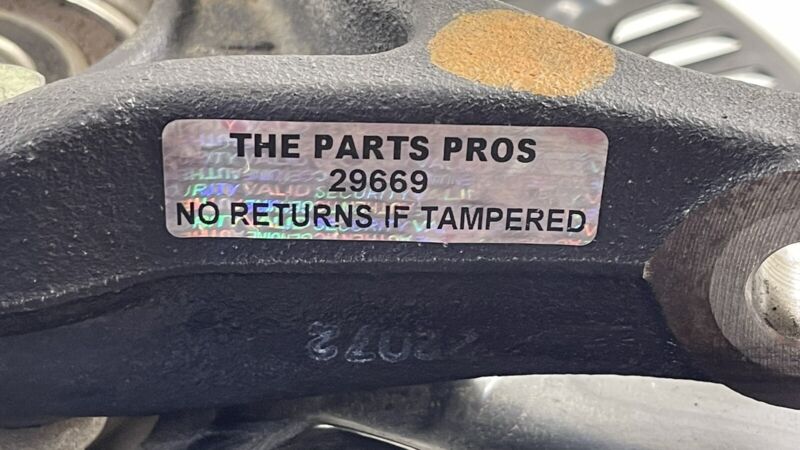 THE PARTS PROS
29669
NO RETURNS IF TAMPERED